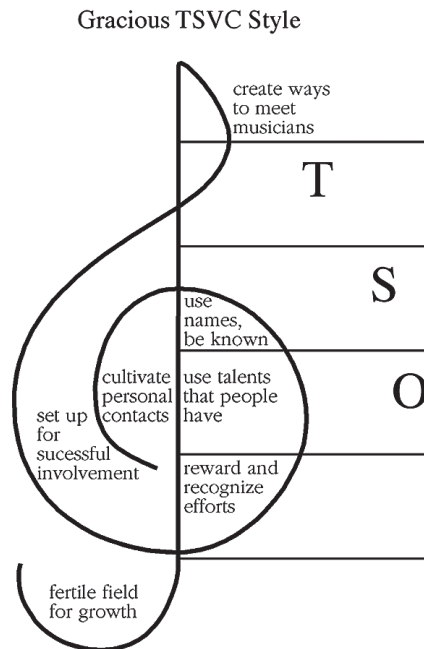 Gracious TSVC Style
create ways
to meet
musicians
T
S
use
names,
be known
O
cultivate
personal
contacts
use talents
that people
have
set up
for
sucessful
involvement
reward and
recognize
efforts
fertile field
for growth